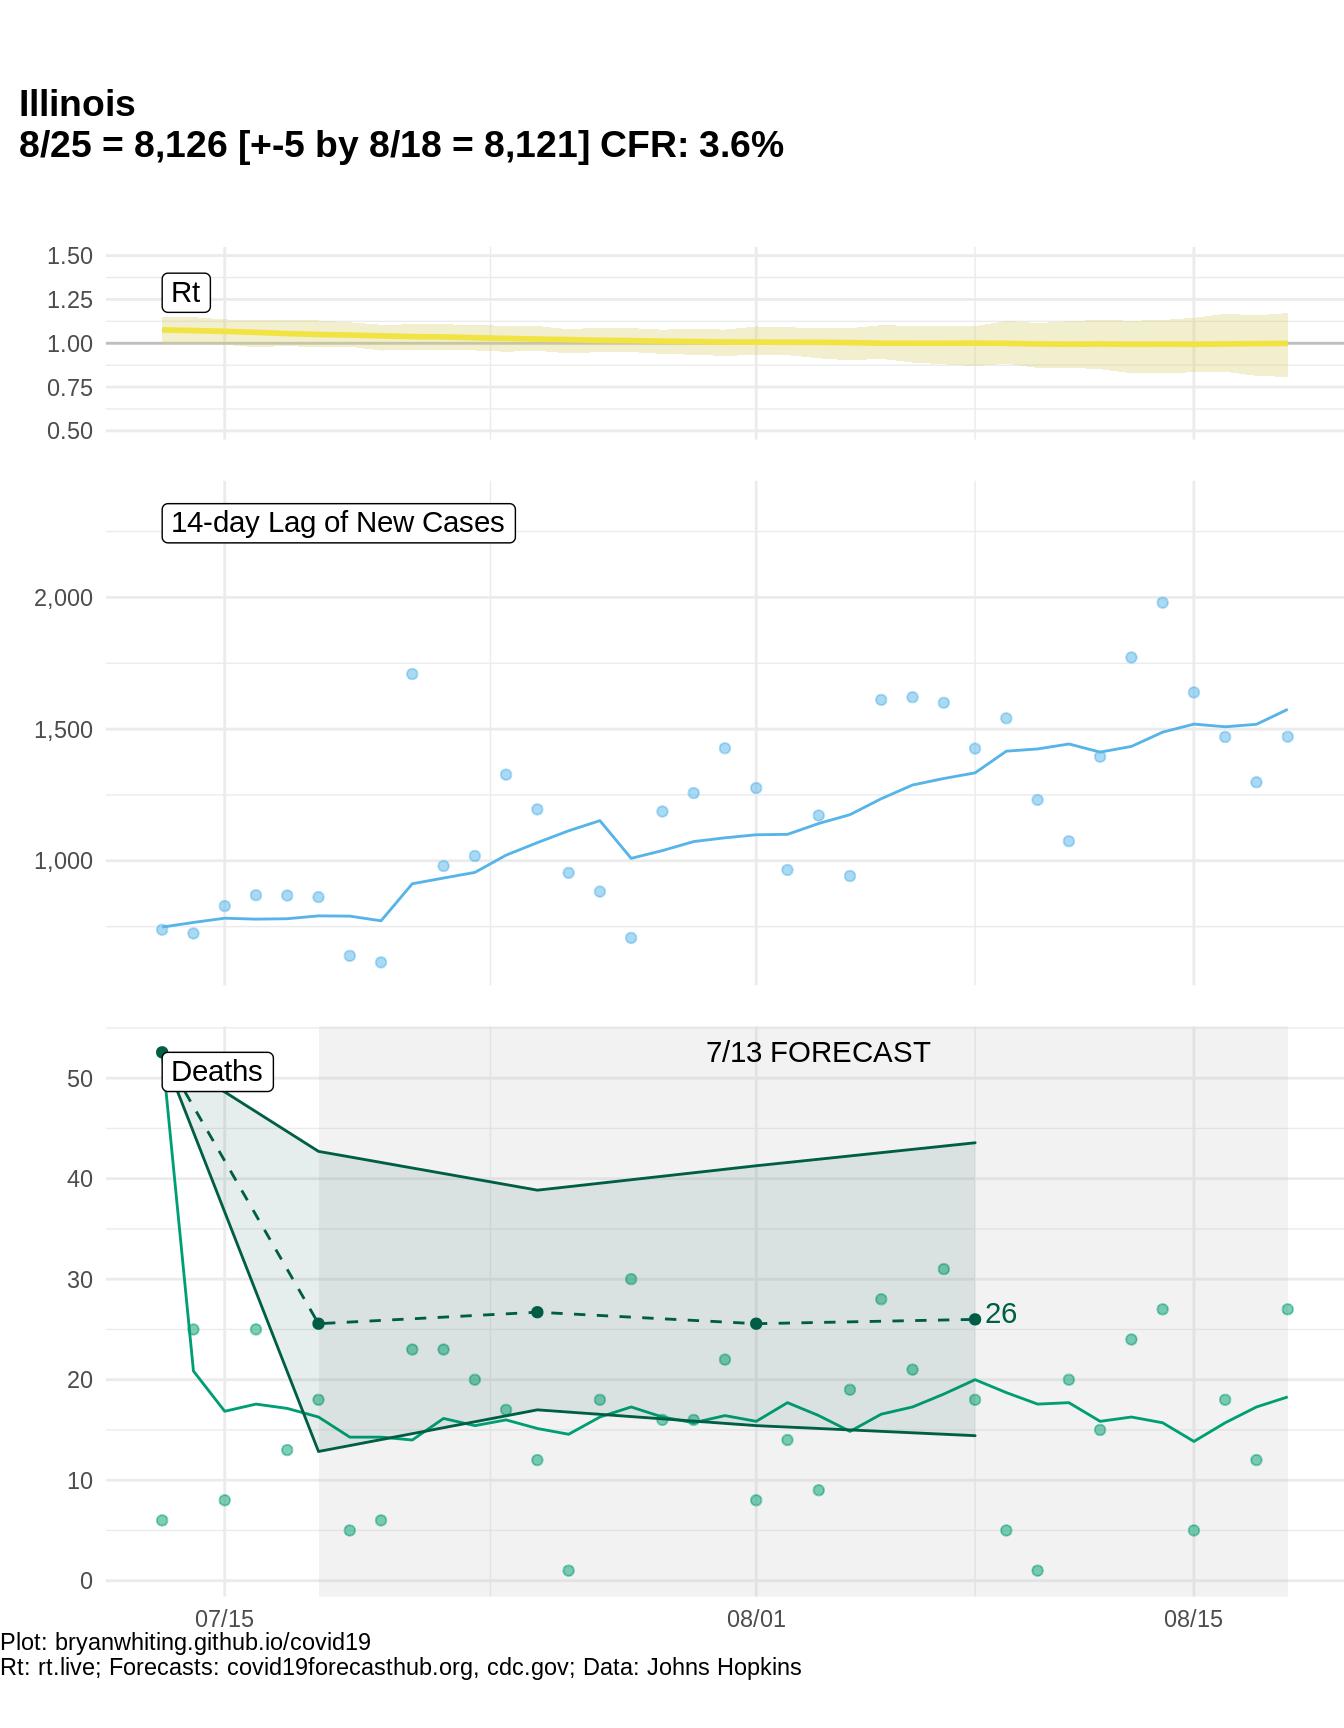 Illinois
8/25 = 8,126 [+-5 by 8/18 = 8,121] CFR: 3.6%
1.50
Rt
1.25
1.00
0.75
0.50
14-day Lag of New Cases
2,000
1,500
1,000
7/13 FORECAST
Deaths
50
40
30
26
20
10
0
07/15 08/01 08/15
Plot: bryanwhiting.github.io/covid19
Rt: rt.live; Forecasts: covid19forecasthub.org, cdc.gov; Data: Johns Hopkins